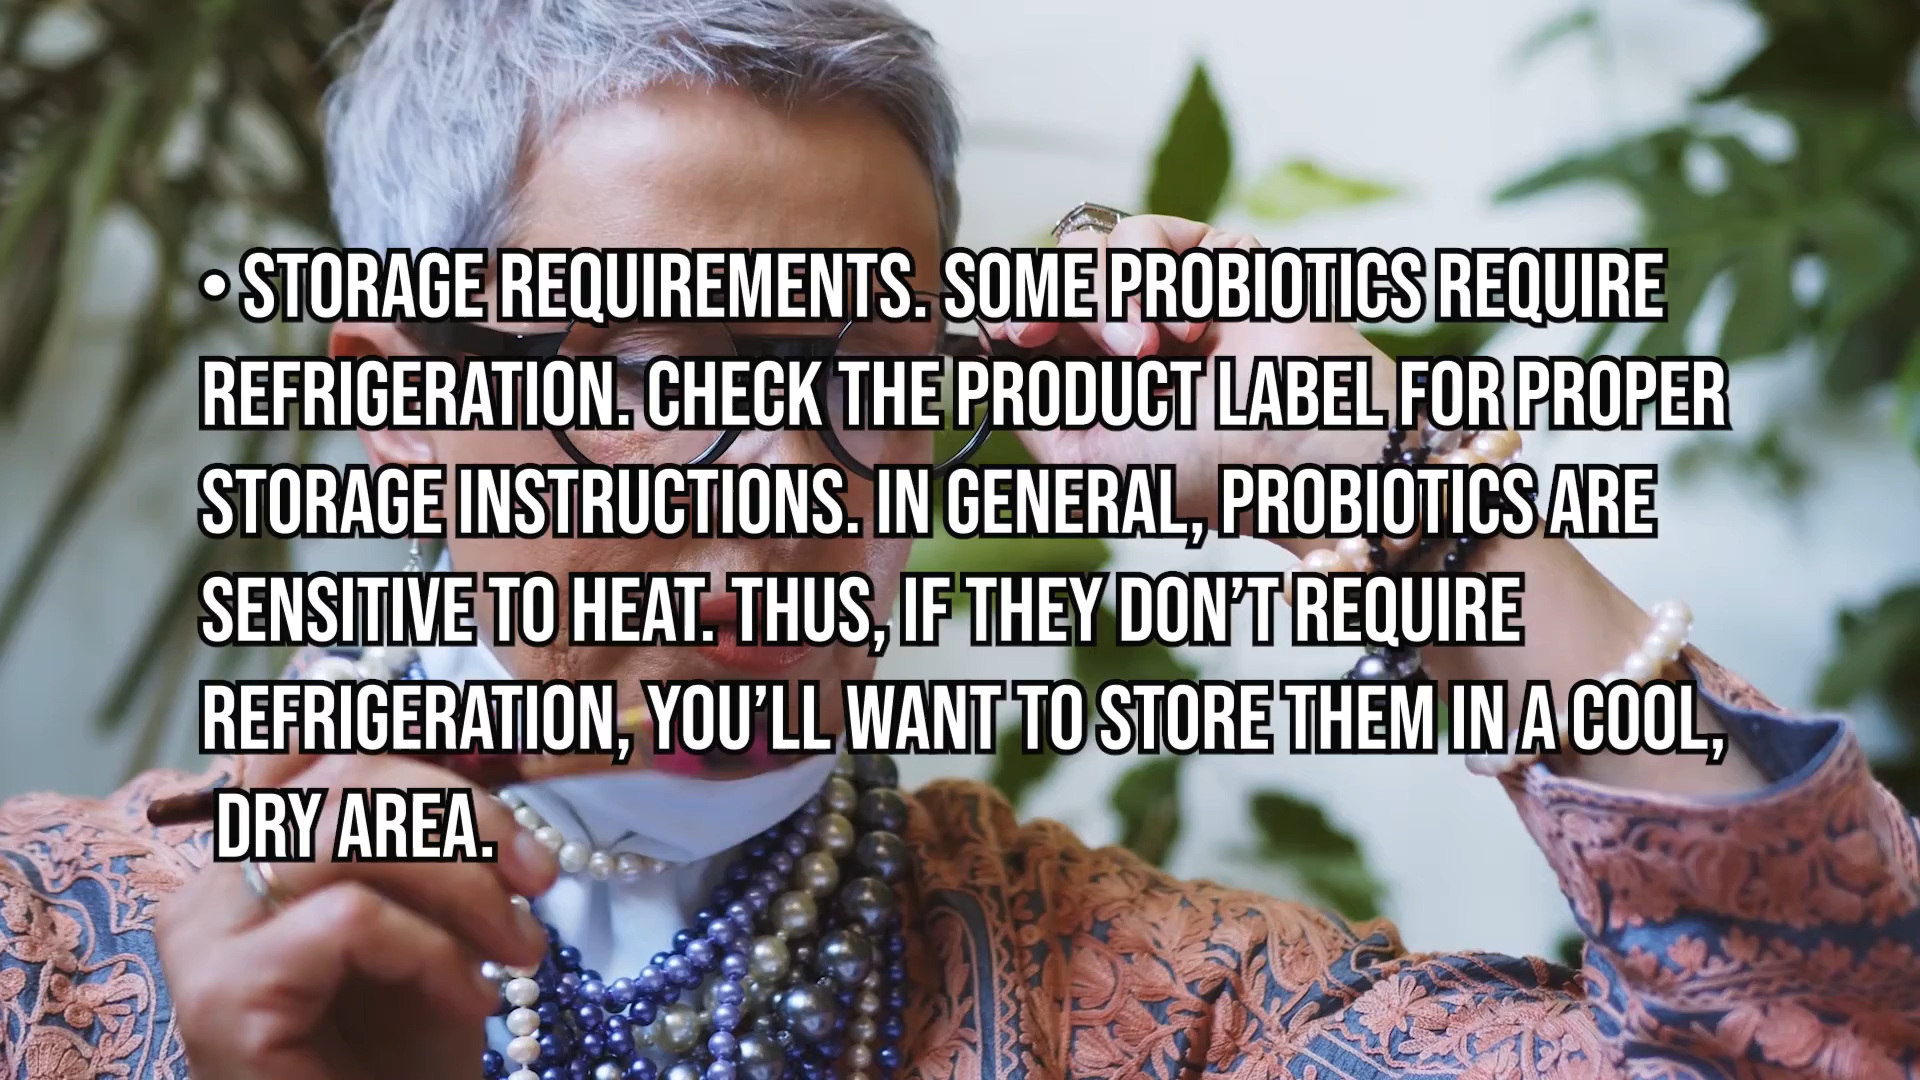 • STORAGE REQUIREMENTS. SOME PROBIOTICS REQUIRE
REFRIGERATION. CHECK THE PRODUCT LABEL FOR PROPER
STORAGE INSTRUCTIONS. IN GENERAL, PROBIOTICS ARE
SENSITIVE TO HEAT. THUS, IF THEY DON’T REQUIRE
REFRIGERATION, YOU’LL WANT TO STORE THEM IN A COOL,
DRY AREA.